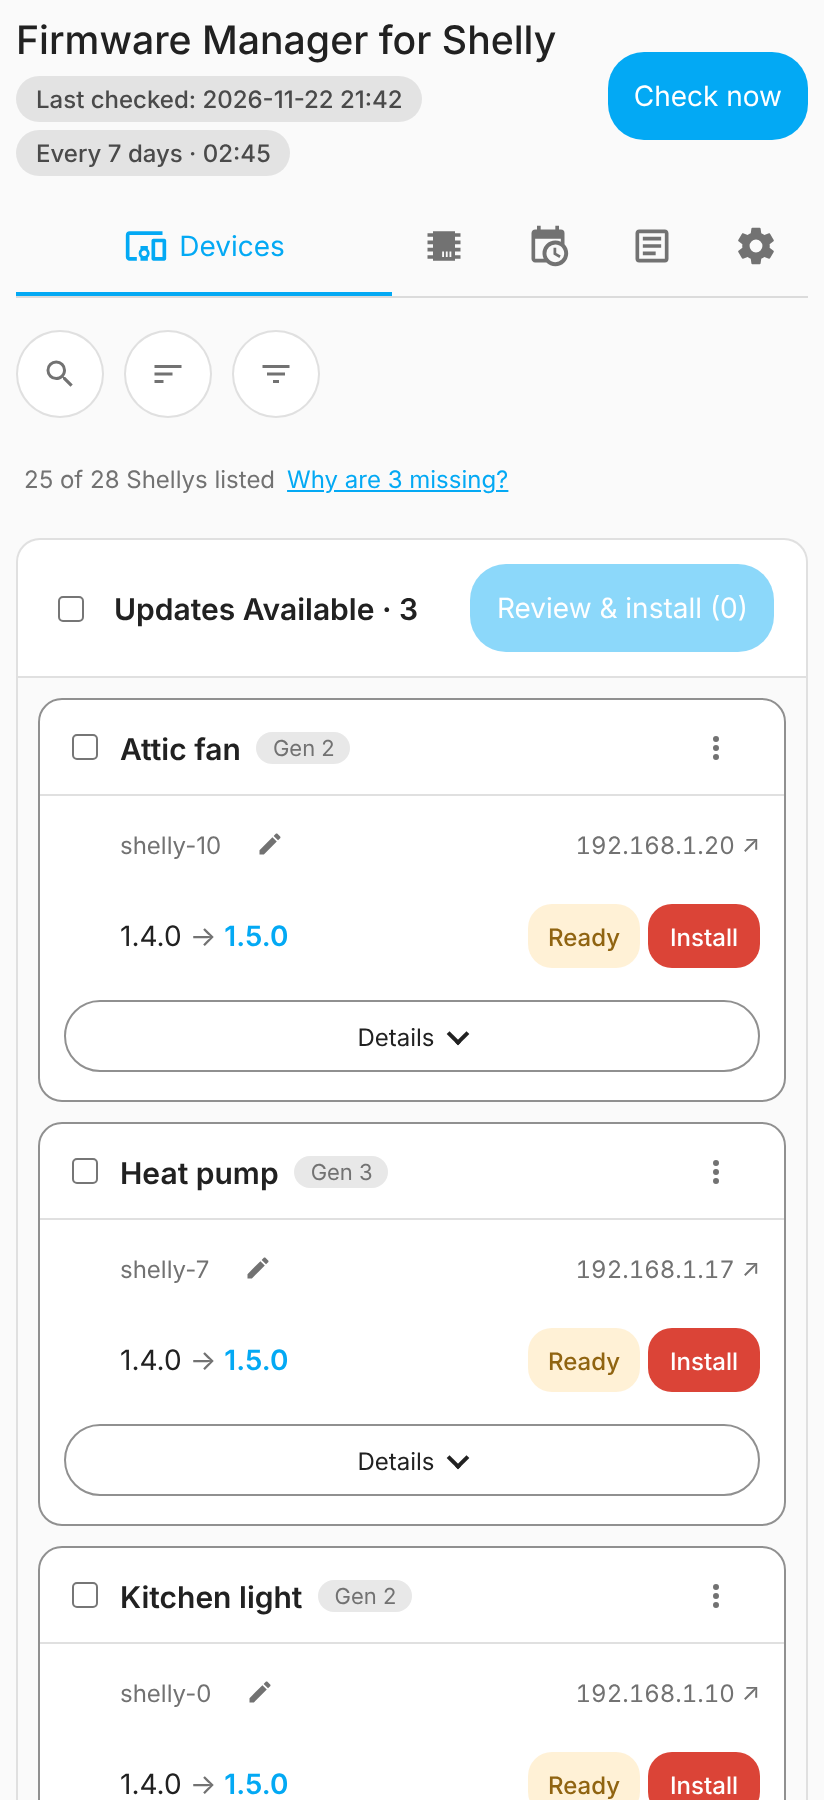 Firmware Manager for Shelly
Last checked: 2026-11-22 21:42
Check now
Every 7 days · 02:45
Devices
25 of 28 Shellys listed Why are 3 missing?
Updates Available · 3
Review & install (0)
Attic fan Gen 2
shelly-10 192.168.1.20
1.4.0 → 1.5.0 Ready Install
Details
Heat pump Gen 3
shelly-7 192.168.1.17
1.4.0 → 1.5.0 Ready Install
Details
Kitchen light Gen 2
shelly-0 192.168.1.10
1.4.0 → 1.5.0 Ready Install